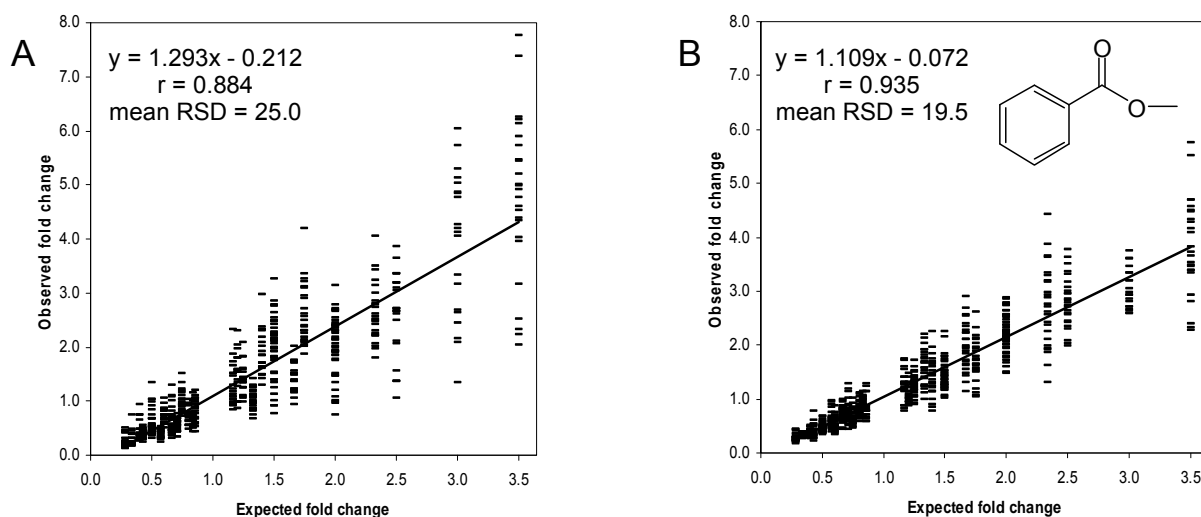 A
y = 1.293x - 0.212
r = 0.884
mean RSD = 25.0
8.0
7.0
6.0
5.0
4.0
3.0
2.0
1.0
0.0
Observed fold change
0.0 0.5 1.0 1.5 2.0 2.5 3.0 3.5
Expected fold change
B
y = 1.109x - 0.072
r = 0.935
mean RSD = 19.5
O
O
8.0
7.0
6.0
5.0
4.0
3.0
2.0
1.0
0.0
Observed fold change
0.0 0.5 1.0 1.5 2.0 2.5 3.0 3.5
Expected fold change